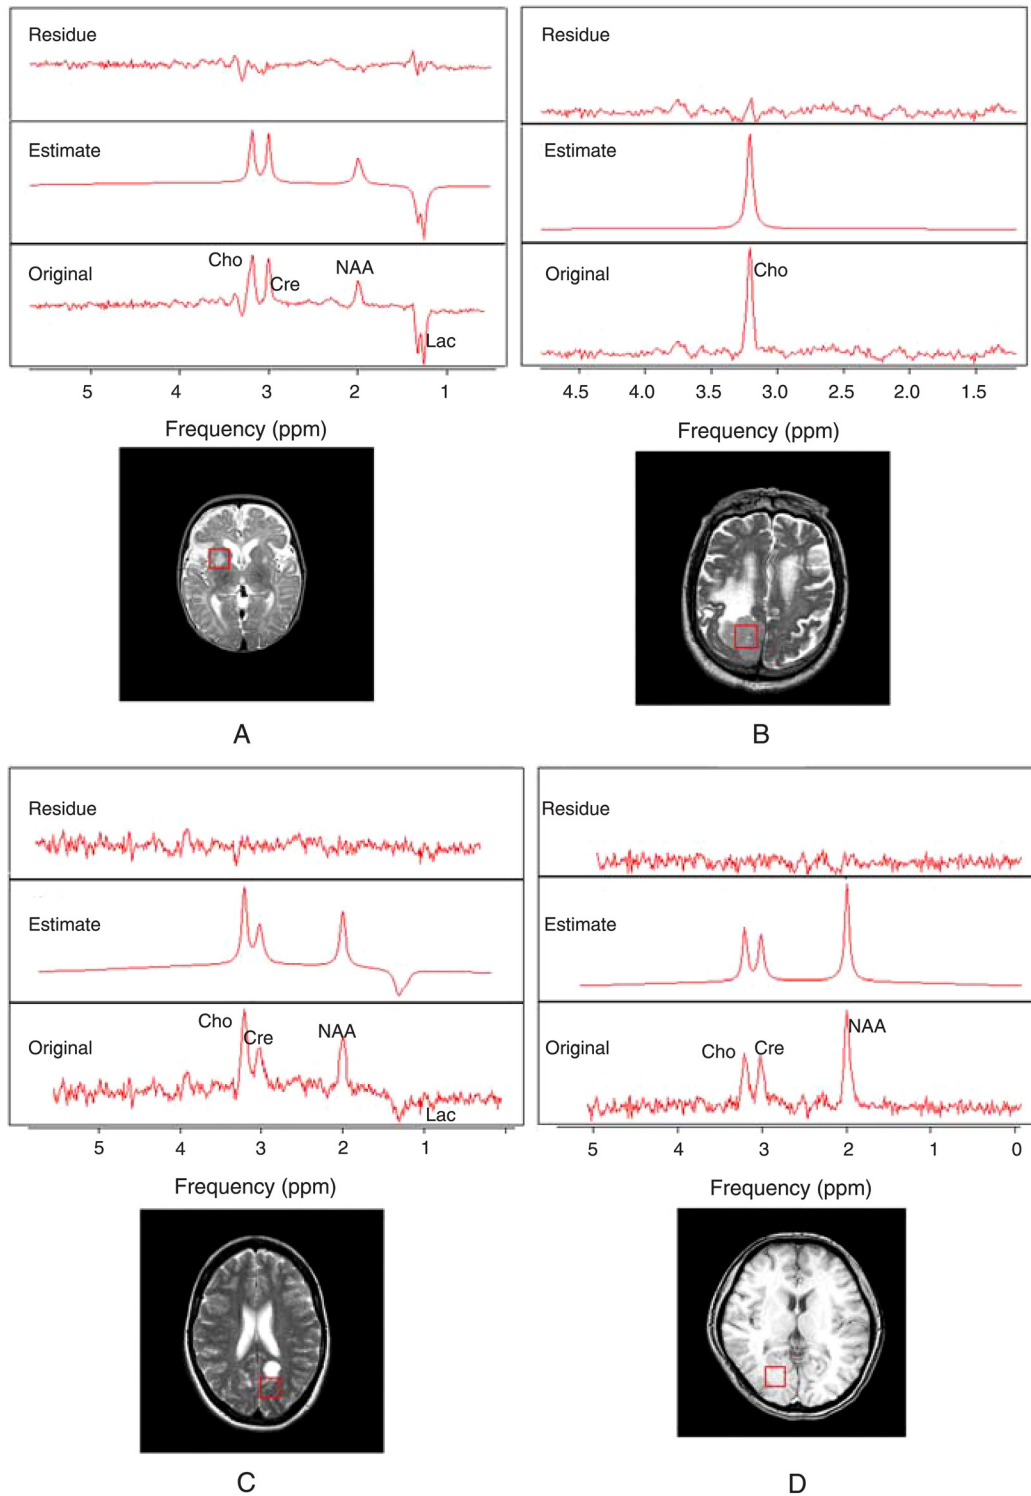 Residue
Estimate
Original
Cho
Cre
NAA
Lac
5 4 3 2 1
Frequency (ppm)
A
Residue
Estimate
Original
Cho
4.5 4.0 3.5 3.0 2.5 2.0 1.5
Frequency (ppm)
B
Residue
Estimate
Original
Cho
Cre
NAA
Lac
5 4 3 2 1
Frequency (ppm)
C
Residue
Estimate
Original
Cho
Cre
NAA
5 4 3 2 1 0
Frequency (ppm)
D